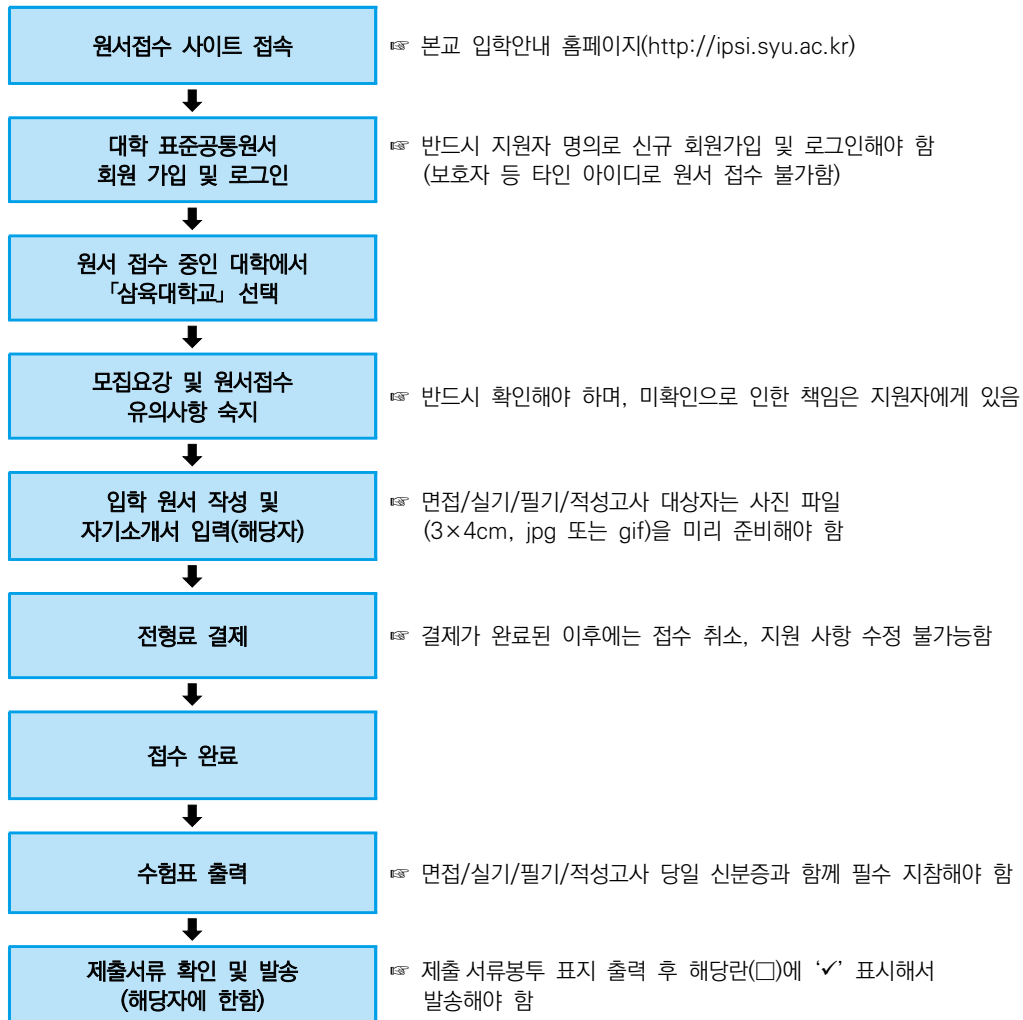 원서접수 사이트 접속
☞ 본교 입학안내 홈페이지(http://ipsi.syu.ac.kr)
대학 표준공통원서
회원 가입 및 로그인
☞ 반드시 지원자 명의로 신규 회원가입 및 로그인해야 함
(보호자 등 타인 아이디로 원서 접수 불가함)
원서 접수 중인 대학에서
「삼육대학교」 선택
모집요강 및 원서접수
유의사항 숙지
☞ 반드시 확인해야 하며, 미확인으로 인한 책임은 지원자에게 있음
입학 원서 작성 및
자기소개서 입력(해당자)
☞ 면접/실기/필기/적성고사 대상자는 사진 파일
(3×4cm, jpg 또는 gif)을 미리 준비해야 함
전형료 결제
☞ 결제가 완료된 이후에는 접수 취소, 지원 사항 수정 불가능함
접수 완료
수험표 출력
☞ 면접/실기/필기/적성고사 당일 신분증과 함께 필수 지참해야 함
제출서류 확인 및 발송
(해당자에 한함)
☞ 제출 서류봉투 표지 출력 후 해당란(□)에 ‘✓’ 표시해서
발송해야 함